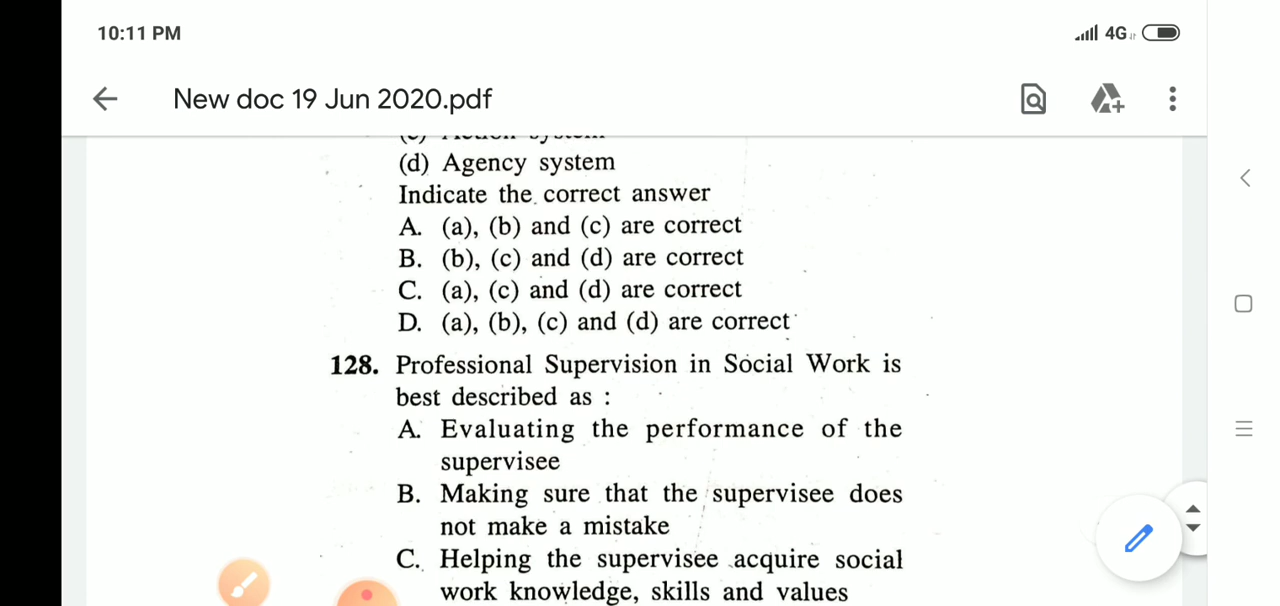 10:11 PM
4G
New doc 19 Jun 2020.pdf
(d) Agency system
Indicate the correct answer
A. (a), (b) and (c) are correct
B. (b), (c) and (d) are correct
C. (a), (c) and (d) are correct
D. (a), (b), (c) and (d) are correct
128. Professional Supervision in Social Work is
best described as :
A. Evaluating the performance of the
supervisee
B. Making sure that the supervisee does
not make a mistake
C. Helping the supervisee acquire social
work knowledge, skills and values